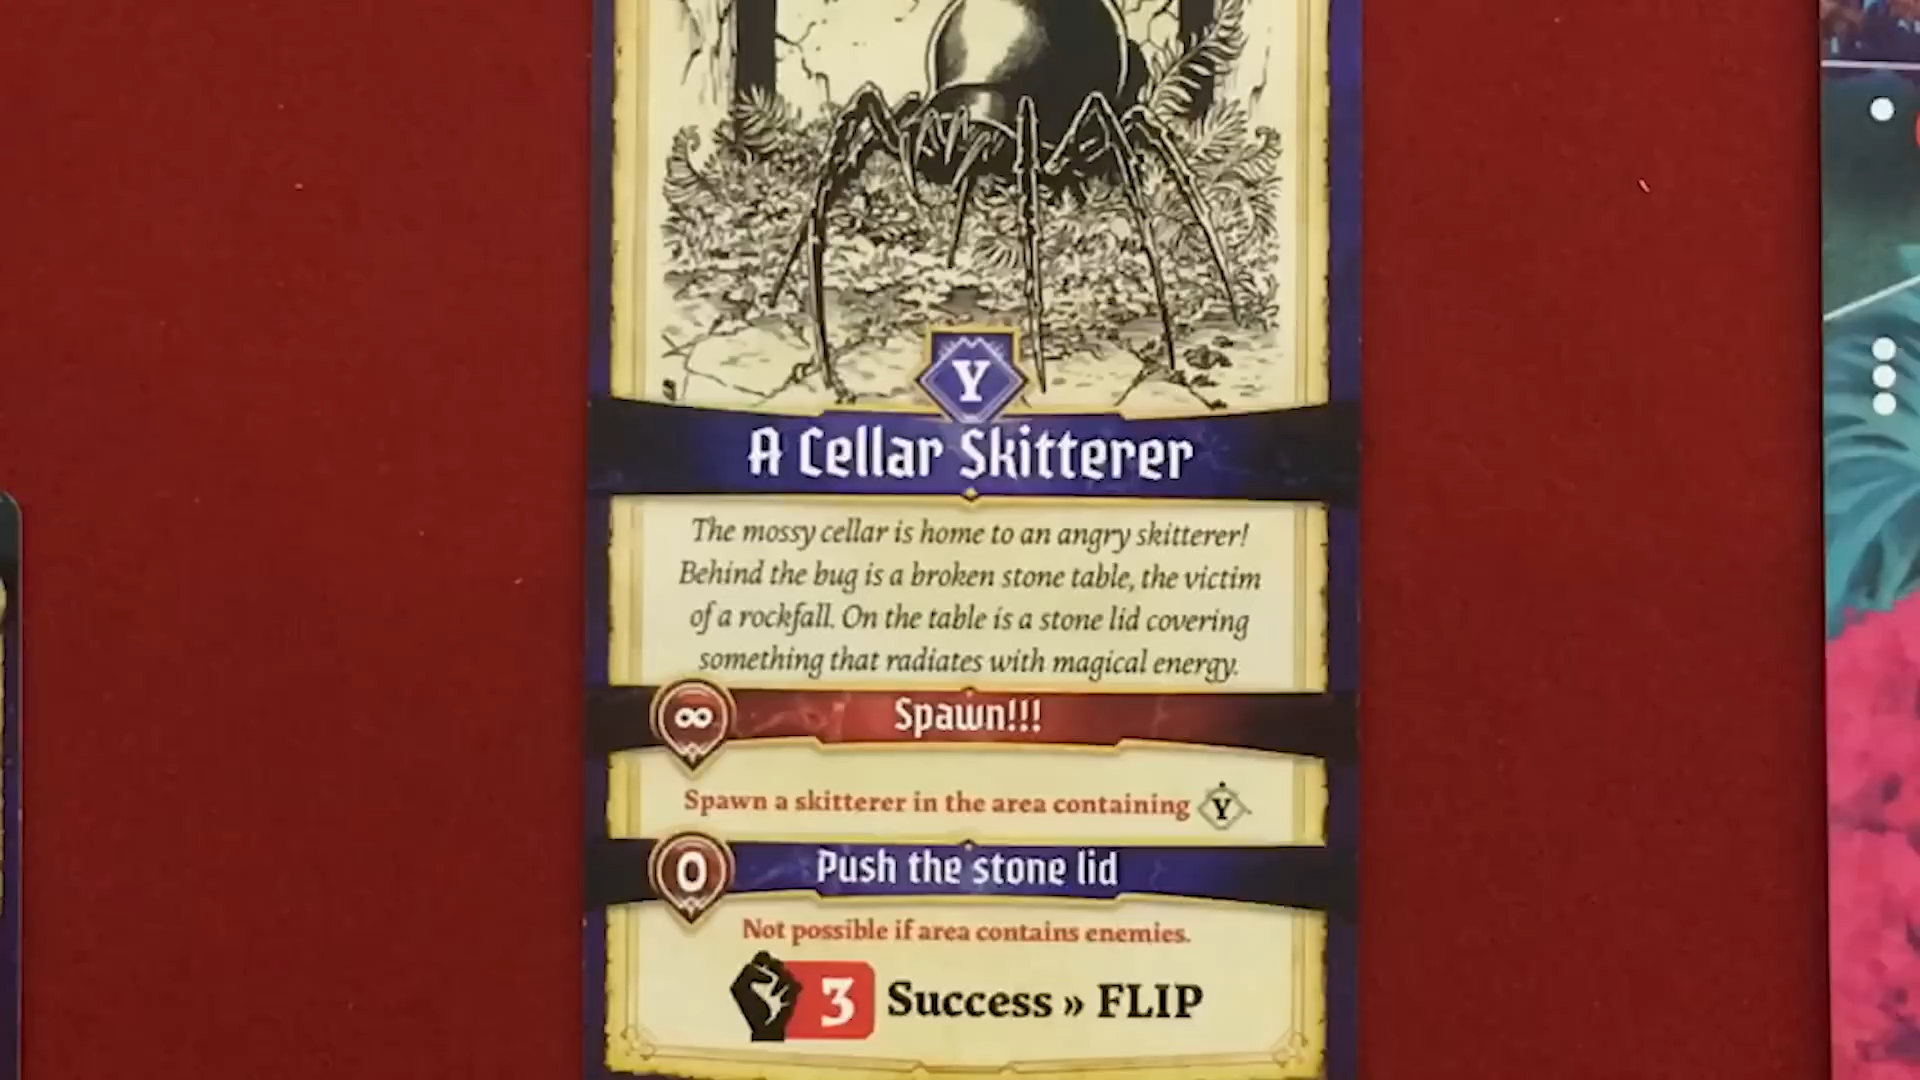 Y
A Cellar Skitterer
The mossy cellar is home to an angry skitterer!
Behind the bug is a broken stone table, the victim
of a rockfall. On the table is a stone lid covering
something that radiates with magical energy.
∞ Spawn!!!
Spawn a skitterer in the area containing Y
0 Push the stone lid
Not possible if area contains enemies.
3 Success » FLIP